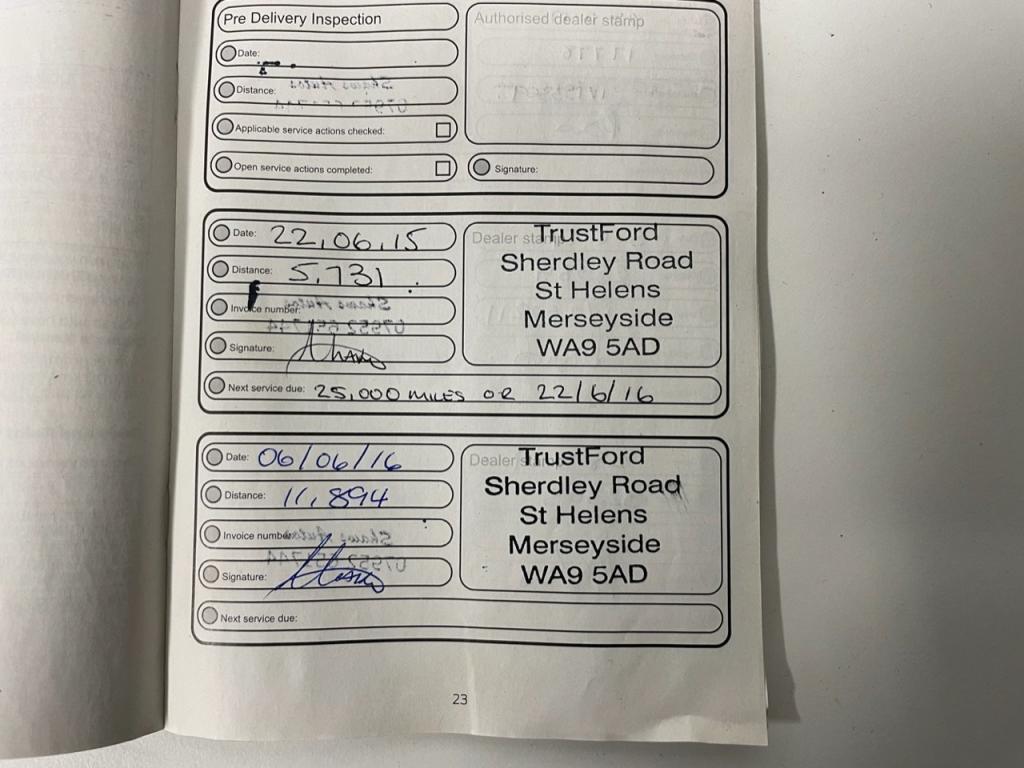 Pre Delivery Inspection
Authorised dealer stamp
Date:
Distance:
Applicable service actions checked:
Open service actions completed:
Signature:
Date: 22.06.15
Distance: 5,731
Invoice number:
Signature:
Next service due: 25,000 MILES OR 22/6/16
Dealer stamp
TrustFord
Sherdley Road
St Helens
Merseyside
WA9 5AD
Date: 06/06/16
Distance: 11,894
Invoice number
Signature:
Next service due:
Dealer stamp
TrustFord
Sherdley Road
St Helens
Merseyside
WA9 5AD
23